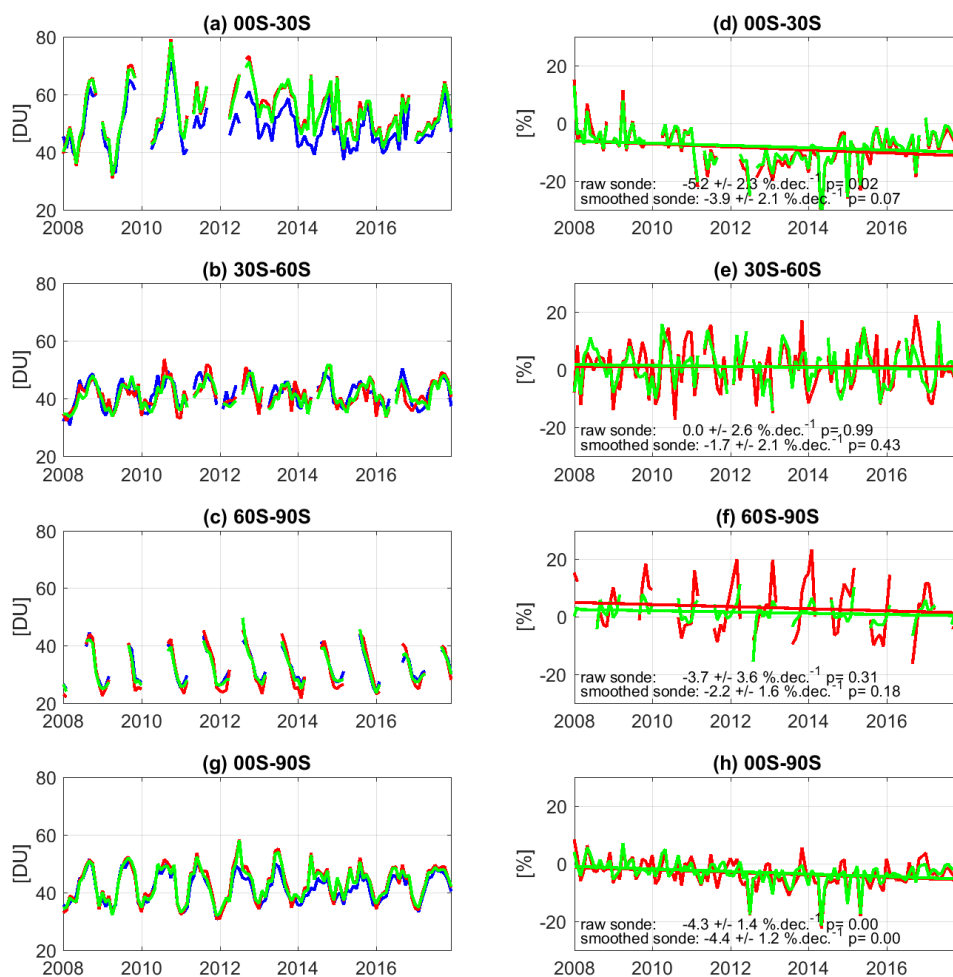 (a) 00S-30S
[DU]
80
60
40
20
2008 2010 2012 2014 2016
(d) 00S-30S
[%]
20
0
-20
raw sonde: -5.2 +/- 2.3 %.dec.⁻¹ p= 0.02
smoothed sonde: -3.9 +/- 2.1 %.dec.⁻¹ p= 0.07
2008 2010 2012 2014 2016
(b) 30S-60S
[DU]
80
60
40
20
2008 2010 2012 2014 2016
(e) 30S-60S
[%]
20
0
-20
raw sonde: 0.0 +/- 2.6 %.dec.⁻¹ p= 0.99
smoothed sonde: -1.7 +/- 2.1 %.dec.⁻¹ p= 0.43
2008 2010 2012 2014 2016
(c) 60S-90S
[DU]
80
60
40
20
2008 2010 2012 2014 2016
(f) 60S-90S
[%]
20
0
-20
raw sonde: -3.7 +/- 3.6 %.dec.⁻¹ p= 0.31
smoothed sonde: -2.2 +/- 1.6 %.dec.⁻¹ p= 0.18
2008 2010 2012 2014 2016
(g) 00S-90S
[DU]
80
60
40
20
2008 2010 2012 2014 2016
(h) 00S-90S
[%]
20
0
-20
raw sonde: -4.3 +/- 1.4 %.dec.⁻¹ p= 0.00
smoothed sonde: -4.4 +/- 1.2 %.dec.⁻¹ p= 0.00
2008 2010 2012 2014 2016